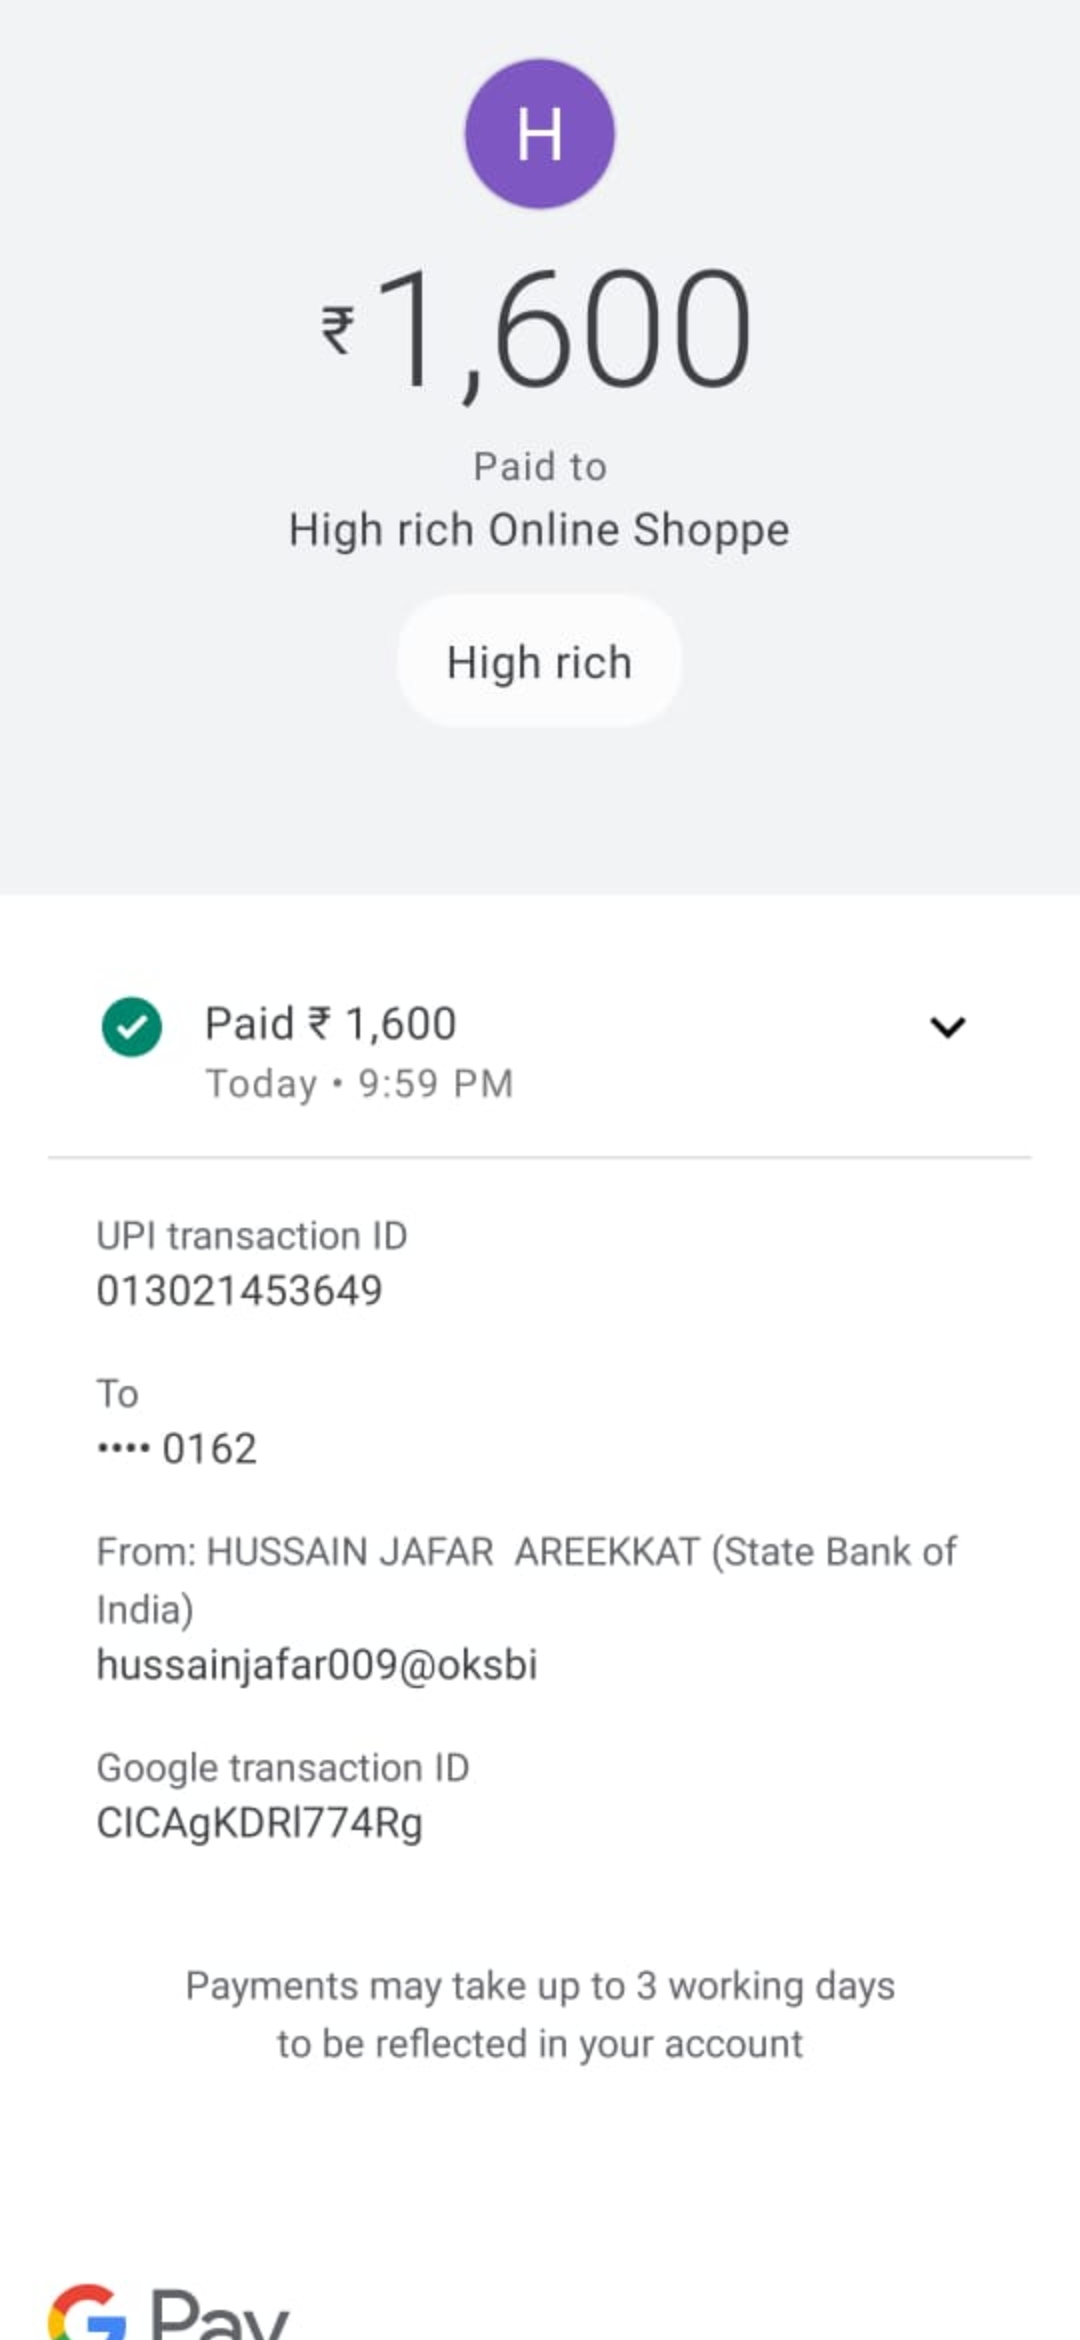 H
₹1,600
Paid to
High rich Online Shoppe
High rich
Paid ₹ 1,600
Today • 9:59 PM
UPI transaction ID
013021453649
To
•••• 0162
From: HUSSAIN JAFAR  AREEKKAT (State Bank of
India)
hussainjafar009@oksbi
Google transaction ID
CICAgKDRl774Rg
Payments may take up to 3 working days
to be reflected in your account
G Pay